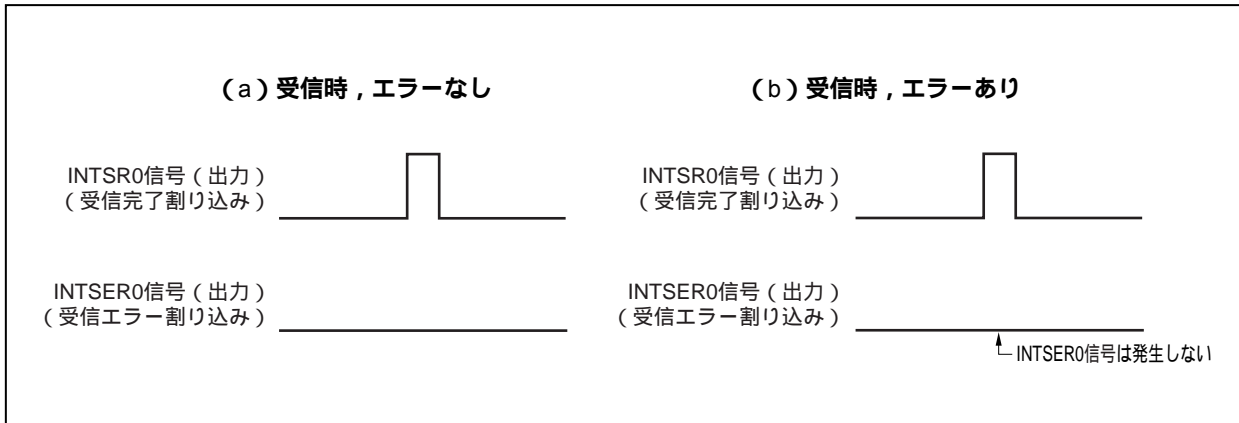 （a）受信時，エラーなし
INTSR0信号（出力）
（受信完了割り込み）
INTSER0信号（出力）
（受信エラー割り込み）
（b）受信時，エラーあり
INTSR0信号（出力）
（受信完了割り込み）
INTSER0信号（出力）
（受信エラー割り込み）
INTSER0信号は発生しない